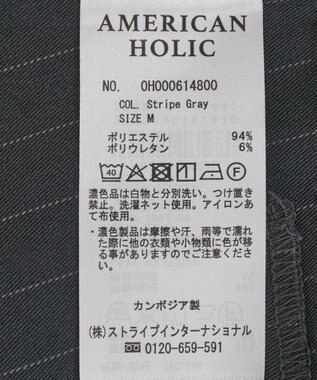 AMERICAN
HOLIC
NO. 0H000614800
COL. Stripe Gray
SIZE M
ポリエステル 94%
ポリウレタン 6%
40
F
濃色品は白物と分別洗い。つけ置き
禁止。洗濯ネット使用。アイロンあ
て布使用。
・濃色製品は摩擦や汗、雨等で濡れ
た際に他の衣類や小物類に色が移
る事がありますのでご注意くださ
い。
カンボジア製
(株)ストライプインターナショナル
0120-659-591